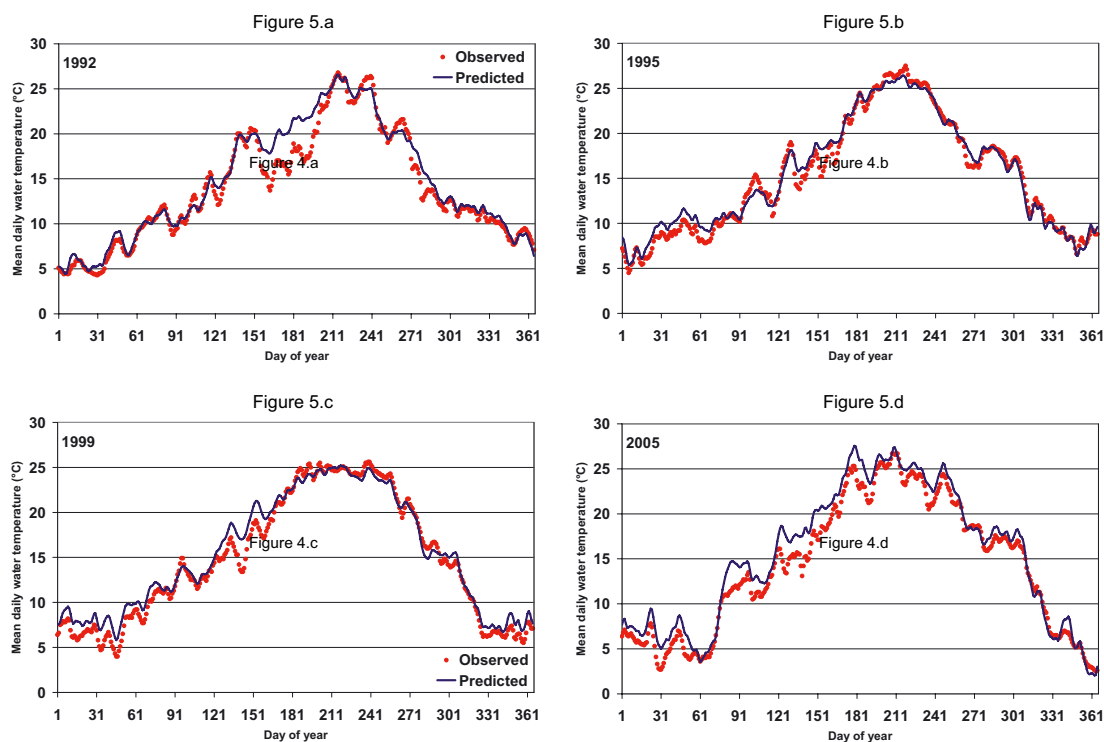 Figure 5.a
30
1992
Observed
Predicted
25
20
Figure 4.a
15
10
5
0
1 31 61 91 121 151 181 211 241 271 301 331 361
Day of year
Mean daily water temperature (°C)
Figure 5.b
30
1995
25
20
Figure 4.b
15
10
5
0
1 31 61 91 121 151 181 211 241 271 301 331 361
Day of year
Mean daily water temperature (°C)
Figure 5.c
30
1999
25
20
Figure 4.c
15
10
5
Observed
Predicted
0
1 31 61 91 121 151 181 211 241 271 301 331 361
Day of year
Mean daily water temperature (°C)
Figure 5.d
30
2005
25
20
Figure 4.d
15
10
5
0
1 31 61 91 121 151 181 211 241 271 301 331 361
Day of year
Mean daily water temperature (°C)